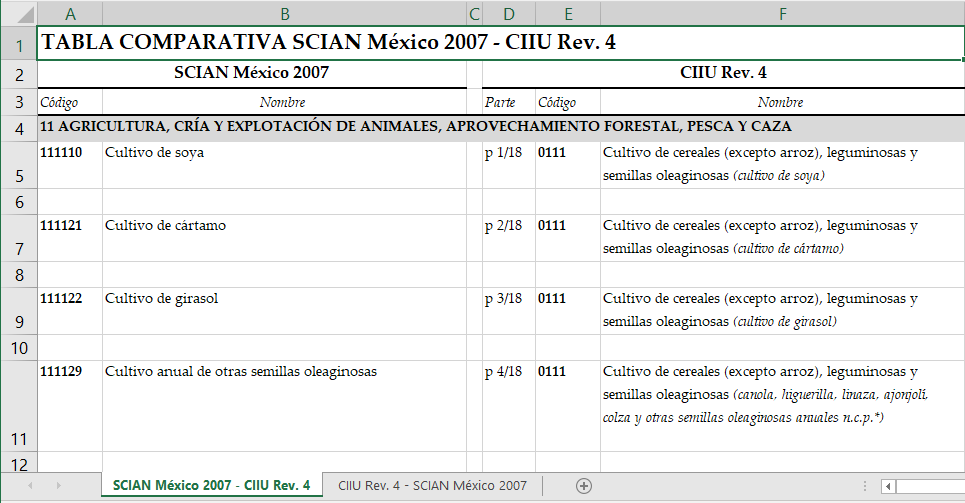 A B C D E F
1 TABLA COMPARATIVA SCIAN México 2007 - CIIU Rev. 4
2 SCIAN México 2007 CIIU Rev. 4
3 Código Nombre Parte Código Nombre
4 11 AGRICULTURA, CRÍA Y EXPLOTACIÓN DE ANIMALES, APROVECHAMIENTO FORESTAL, PESCA Y CAZA
111110 Cultivo de soya p 1/18 0111 Cultivo de cereales (excepto arroz), leguminosas y
5 semillas oleaginosas (cultivo de soya)
6
111121 Cultivo de cártamo p 2/18 0111 Cultivo de cereales (excepto arroz), leguminosas y
7 semillas oleaginosas (cultivo de cártamo)
8
111122 Cultivo de girasol p 3/18 0111 Cultivo de cereales (excepto arroz), leguminosas y
9 semillas oleaginosas (cultivo de girasol)
10
111129 Cultivo anual de otras semillas oleaginosas p 4/18 0111 Cultivo de cereales (excepto arroz), leguminosas y
semillas oleaginosas (canola, higuerilla, linaza, ajonjolí,
colza y otras semillas oleaginosas anuales n.c.p.*)
11
12
SCIAN México 2007 - CIIU Rev. 4 CIIU Rev. 4 - SCIAN México 2007